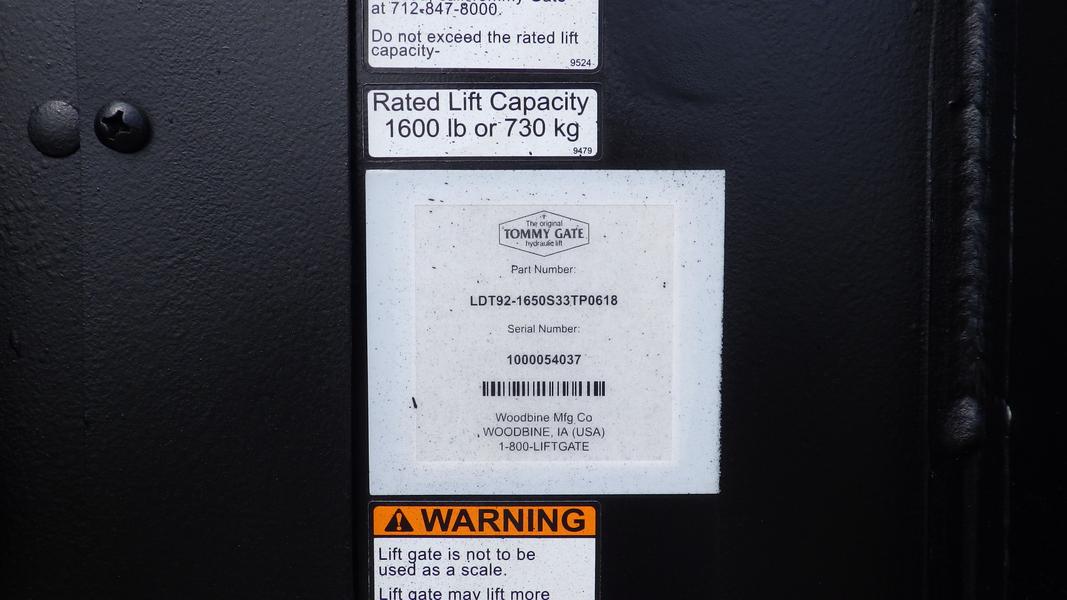 at 712-847-8000.
Do not exceed the rated lift
capacity-
9524
Rated Lift Capacity
1600 lb or 730 kg
9479
The original
TOMMY GATE
hydraulic lift
Part Number:
LDT92-1650S33TP0618
Serial Number:
1000054037
Woodbine Mfg Co
WOODBINE, IA (USA)
1-800-LIFTGATE
WARNING
Lift gate is not to be
used as a scale.
Lift gate may lift more